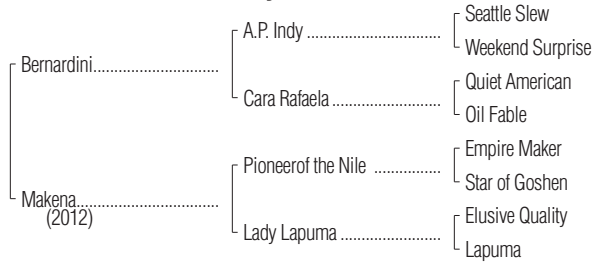 Seattle Slew
A.P. Indy ..............................
Weekend Surprise
Bernardini............................
Quiet American
Cara Rafaela ........................
Oil Fable
Empire Maker
Pioneerof the Nile ...............
Star of Goshen
Makena................................
(2012)
Elusive Quality
Lady Lapuma ......................
Lapuma